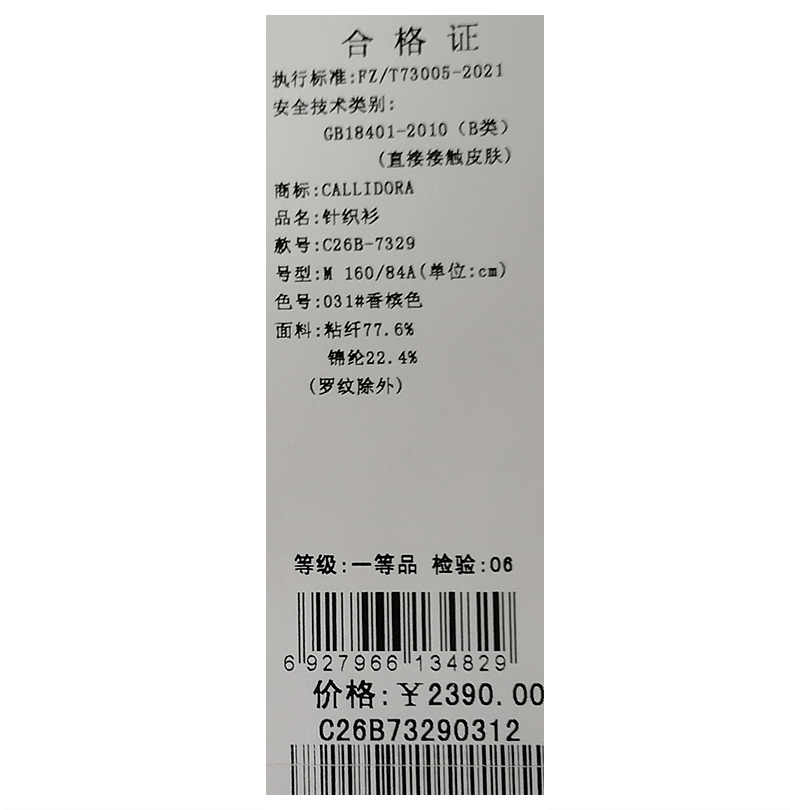 合格证
执行标准:FZ/T73005-2021
安全技术类别:
GB18401-2010（B类）
(直接接触皮肤)
商标:CALLIDORA
品名:针织衫
款号:C26B-7329
号型:M 160/84A(单位:cm)
色号:031#香槟色
面料:粘纤77.6%
锦纶22.4%
(罗纹除外)
等级:一等品 检验:06
6 927966 134829
价格:￥2390.00
C26B73290312